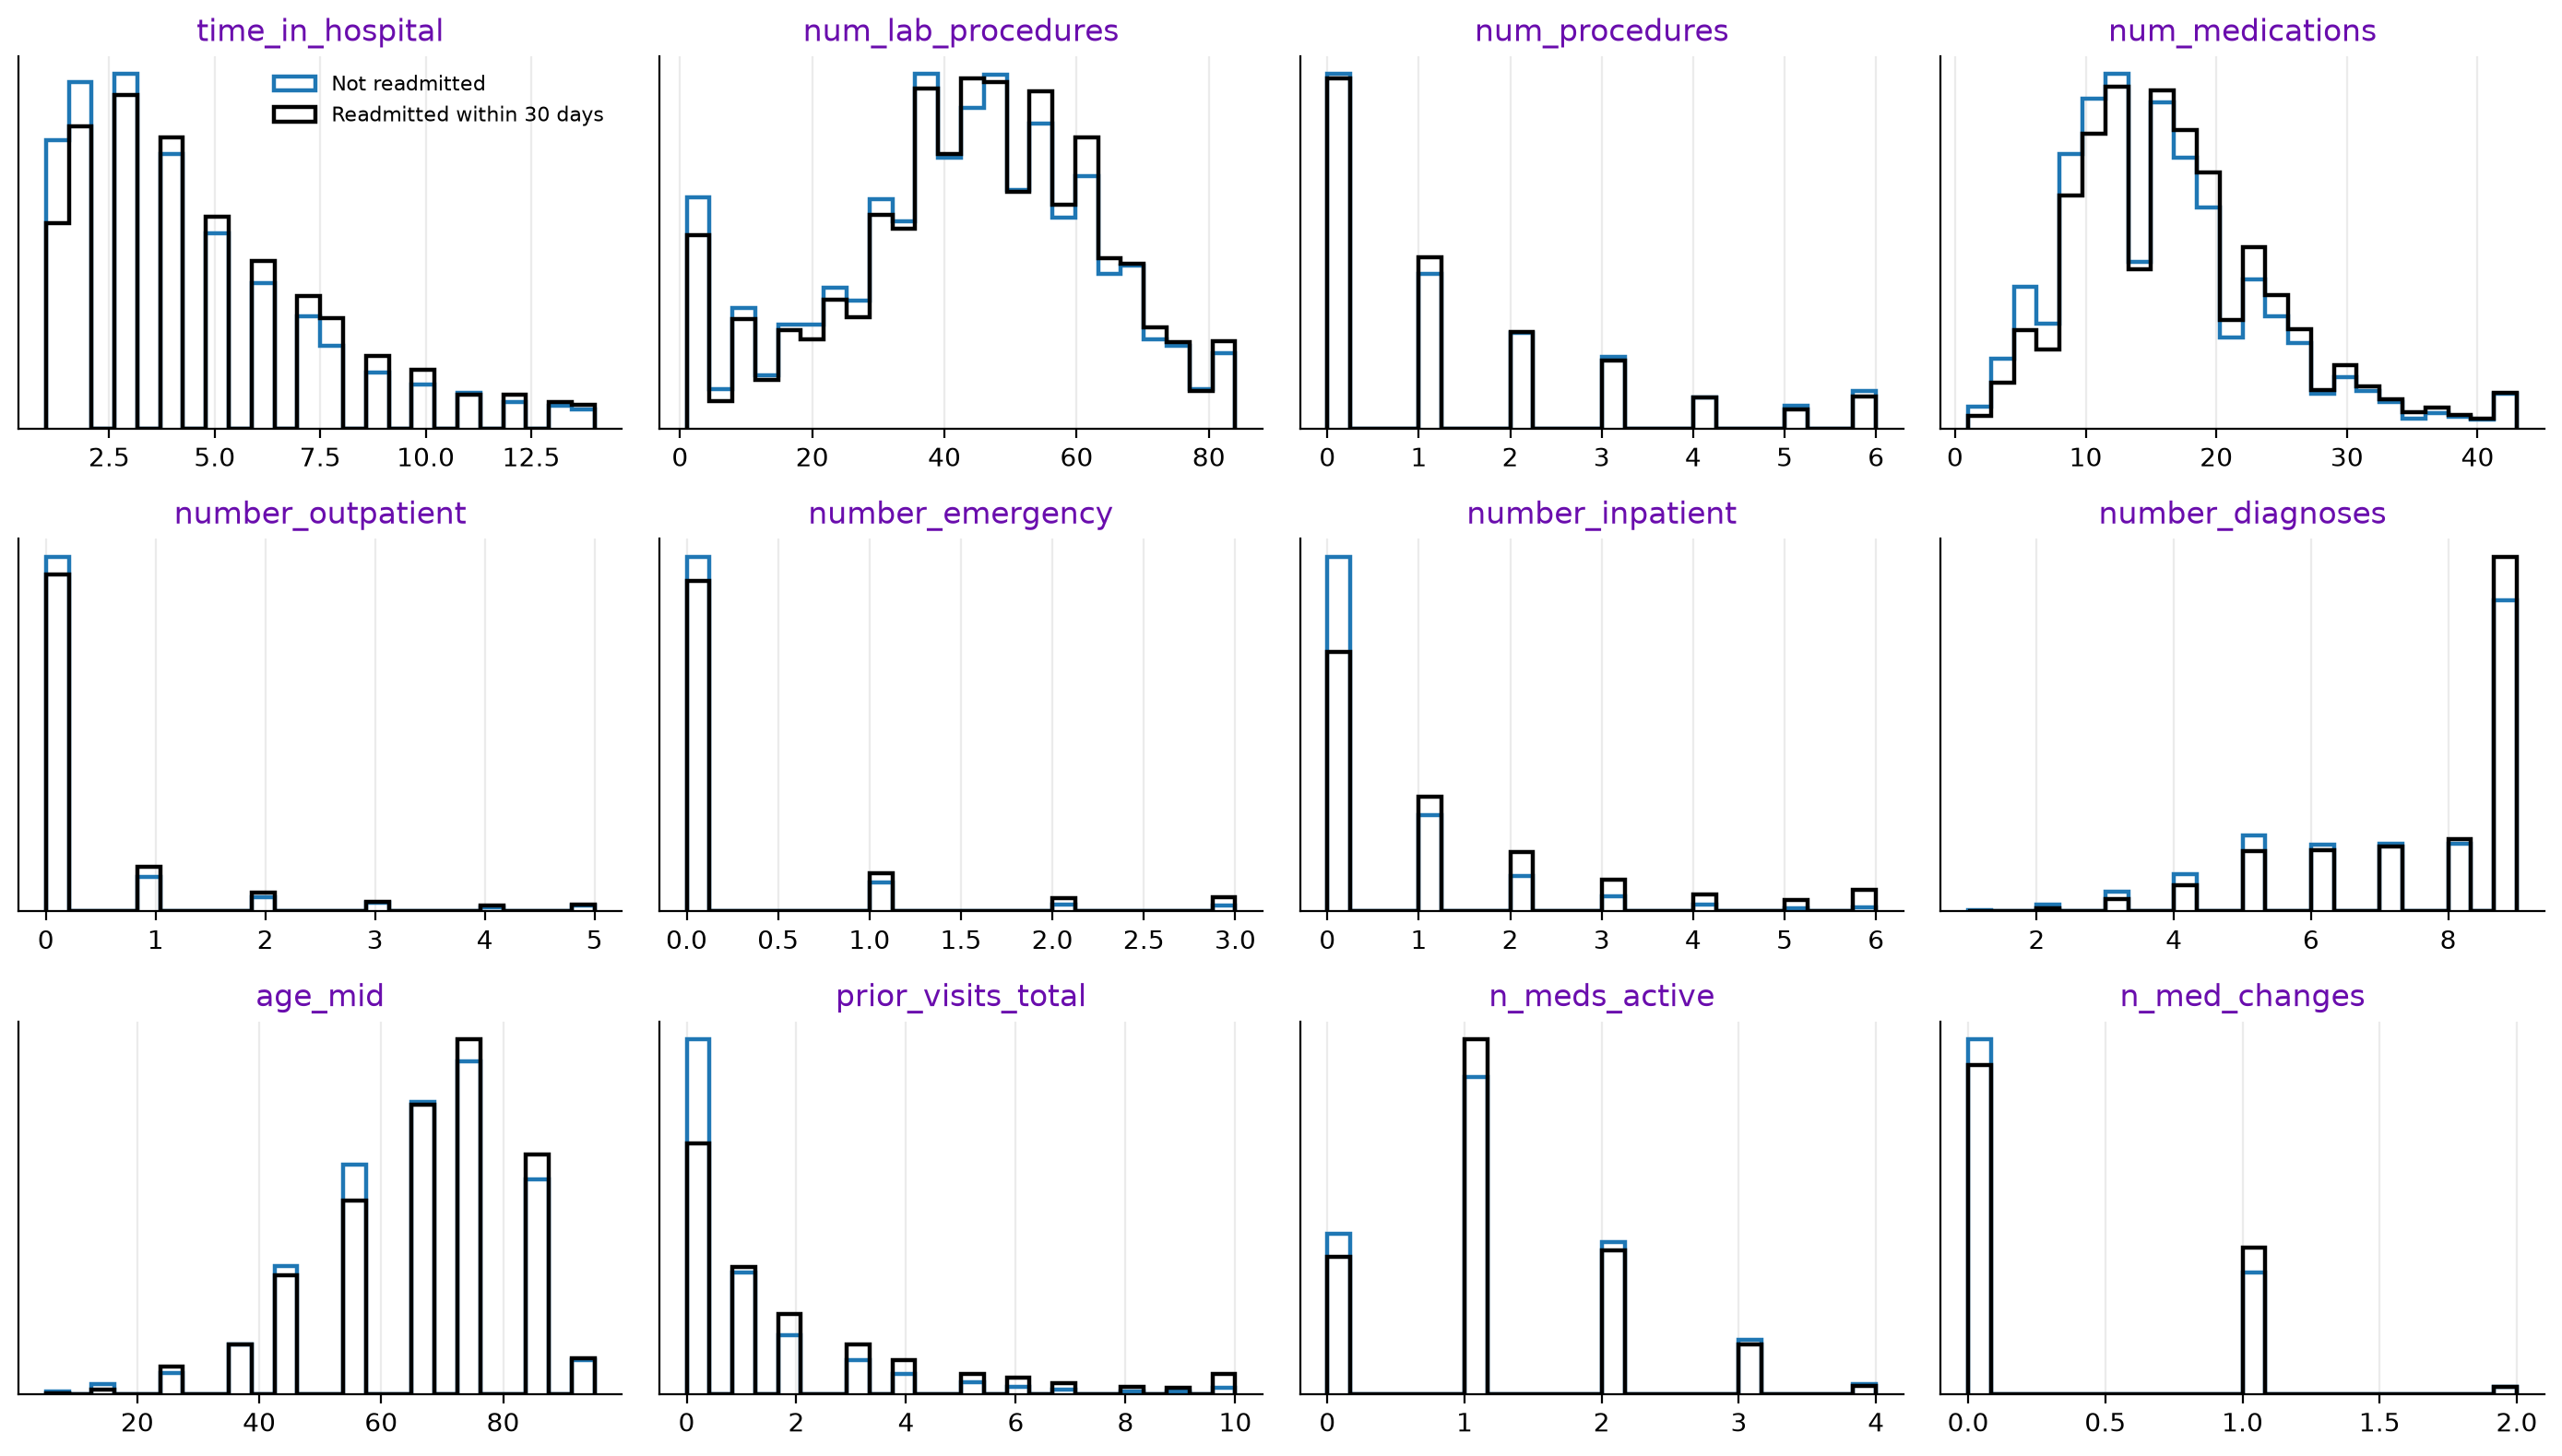 time_in_hospital num_lab_procedures num_procedures num_medications
Not readmitted
Readmitted within 30 days
2.5 5.0 7.5 10.0 12.5 0 20 40 60 80 0 1 2 3 4 5 6 0 10 20 30 40
number_outpatient number_emergency number_inpatient number_diagnoses
0 1 2 3 4 5 0.0 0.5 1.0 1.5 2.0 2.5 3.0 0 1 2 3 4 5 6 2 4 6 8
age_mid prior_visits_total n_meds_active n_med_changes
20 40 60 80 0 2 4 6 8 10 0 1 2 3 4 0.0 0.5 1.0 1.5 2.0